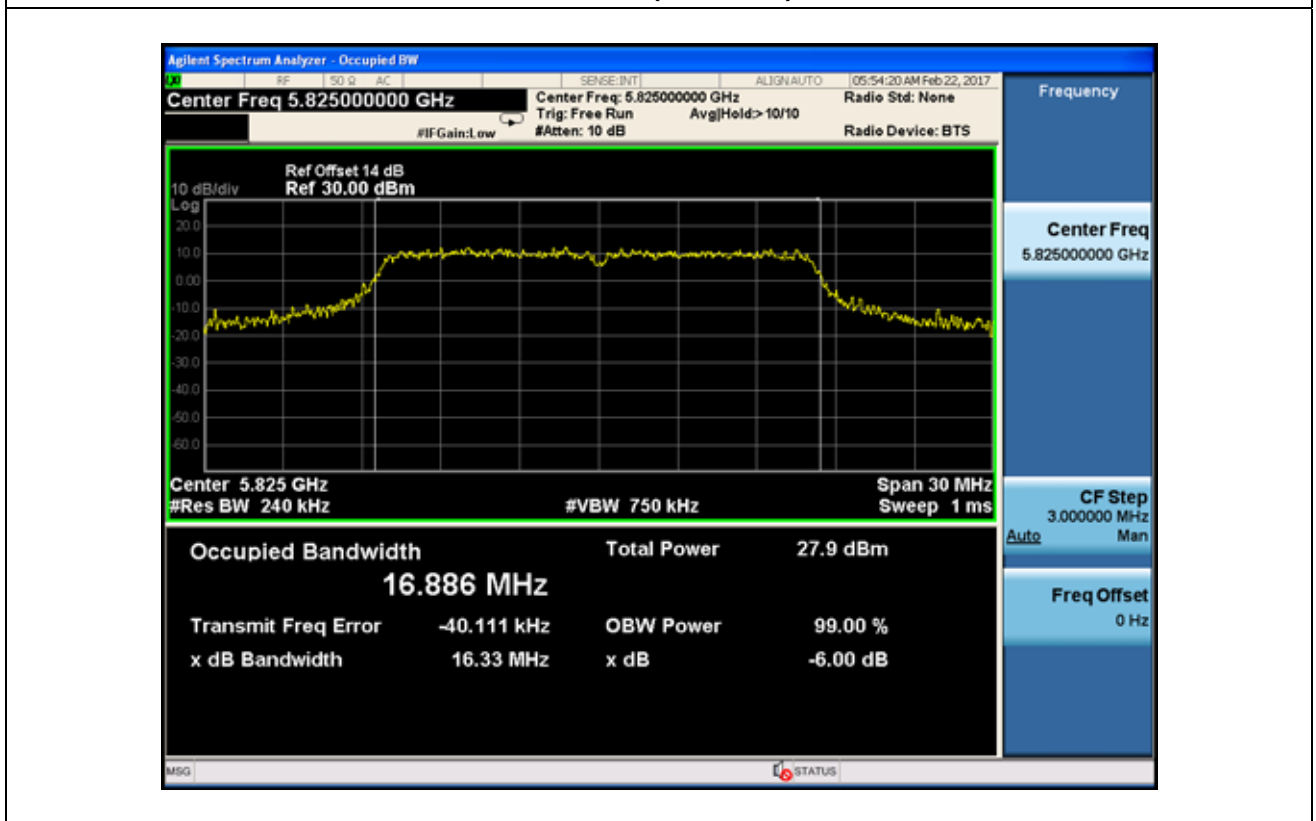 Agilent Spectrum Analyzer - Occupied BW
LXI RF 50 Ω AC SENSE:INT ALIGNAUTO 05:54:20 AM Feb 22, 2017
Center Freq 5.825000000 GHz
Center Freq: 5.825000000 GHz
Radio Std: None
Trig: Free Run Avg|Hold:> 10/10
#IFGain:Low
#Atten: 10 dB
Radio Device: BTS
Ref Offset 14 dB
10 dB/div Ref 30.00 dBm
Log
20.0
10.0
0.00
-10.0
-20.0
-30.0
-40.0
-50.0
-60.0
Center 5.825 GHz Span 30 MHz
#Res BW 240 kHz #VBW 750 kHz Sweep 1 ms
Occupied Bandwidth Total Power 27.9 dBm
16.886 MHz
Transmit Freq Error -40.111 kHz OBW Power 99.00 %
x dB Bandwidth 16.33 MHz x dB -6.00 dB
MSG STATUS
Frequency
Center Freq
5.825000000 GHz
CF Step
3.000000 MHz
Auto Man
Freq Offset
0 Hz